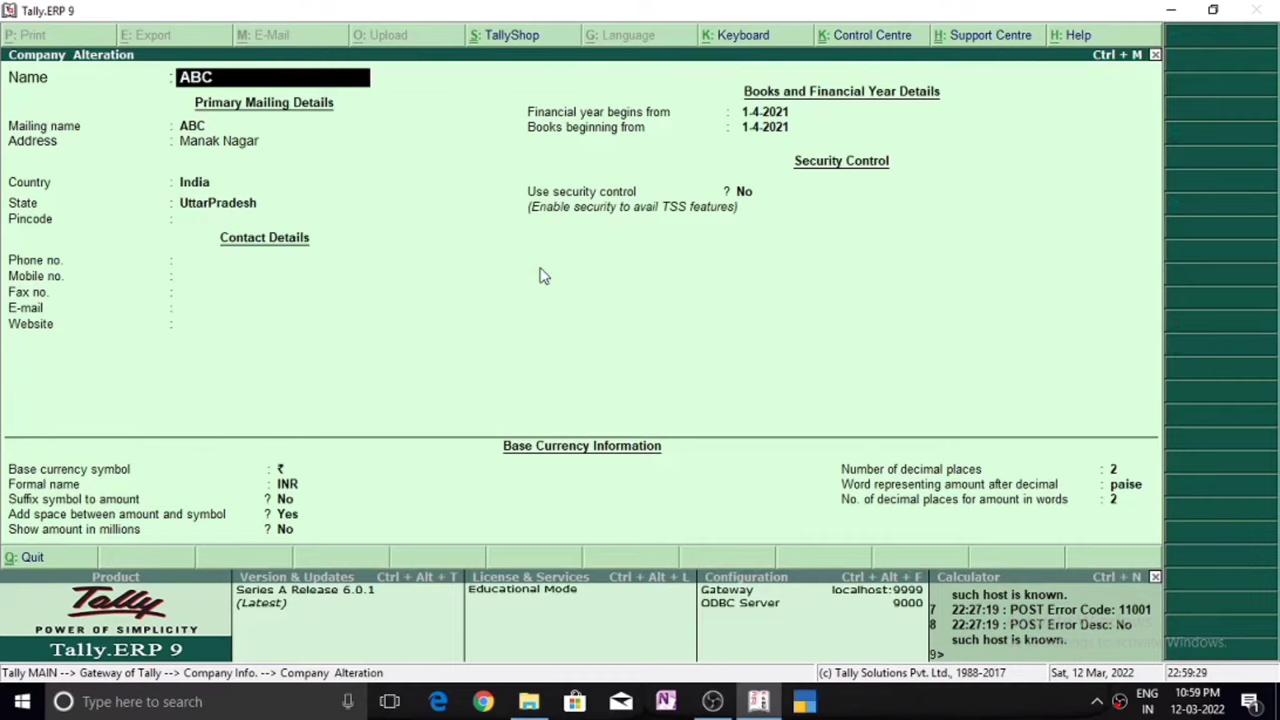 Tally.ERP 9
P: Print E: Export M: E-Mail O: Upload S: TallyShop G: Language K: Keyboard K: Control Centre H: Support Centre H: Help
Company Alteration Ctrl + M
Name : ABC
Primary Mailing Details
Mailing name : ABC
Address : Manak Nagar
Country : India
State : UttarPradesh
Pincode :
Contact Details
Phone no. :
Mobile no. :
Fax no. :
E-mail :
Website :
Books and Financial Year Details
Financial year begins from : 1-4-2021
Books beginning from : 1-4-2021
Security Control
Use security control ? No
(Enable security to avail TSS features)
Base Currency Information
Base currency symbol : ₹
Formal name : INR
Suffix symbol to amount ? No
Add space between amount and symbol ? Yes
Show amount in millions ? No
Number of decimal places : 2
Word representing amount after decimal : paise
No. of decimal places for amount in words : 2
Q: Quit
Product
Tally
POWER OF SIMPLICITY
Tally.ERP 9
Version & Updates Ctrl + Alt + T
Series A Release 6.0.1
(Latest)
License & Services Ctrl + Alt + L
Educational Mode
Configuration Ctrl + Alt + F
Gateway localhost:9999
ODBC Server 9000
Calculator Ctrl + N
such host is known.
7 22:27:19 : POST Error Code: 11001
8 22:27:19 : POST Error Desc: No
such host is known.
9>
Tally MAIN --> Gateway of Tally --> Company Info. --> Company Alteration (c) Tally Solutions Pvt. Ltd., 1988-2017 Sat, 12 Mar, 2022 22:59:29
Type here to search
ENG
IN
10:59 PM
12-03-2022
1